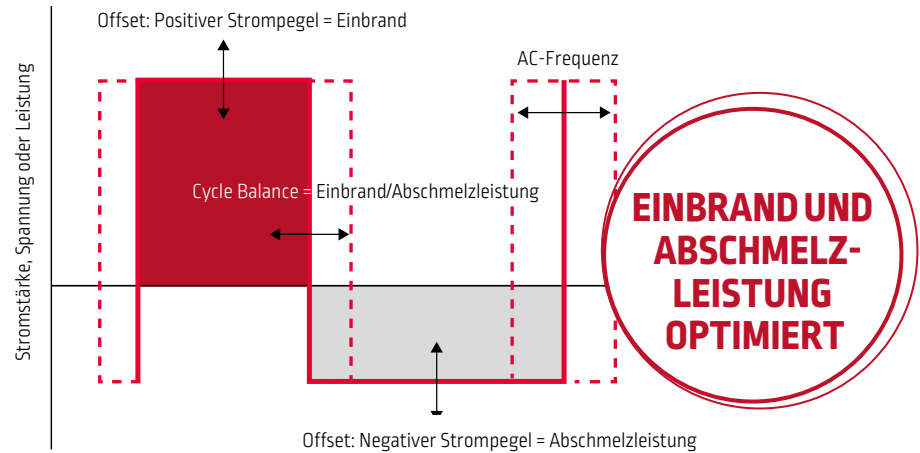 Offset: Positiver Strompegel = Einbrand
AC-Frequenz
Stromstärke, Spannung oder Leistung
Cycle Balance = Einbrand/Abschmelzleistung
EINBRAND UND
ABSCHMELZ-
LEISTUNG
OPTIMIERT
Offset: Negativer Strompegel = Abschmelzleistung